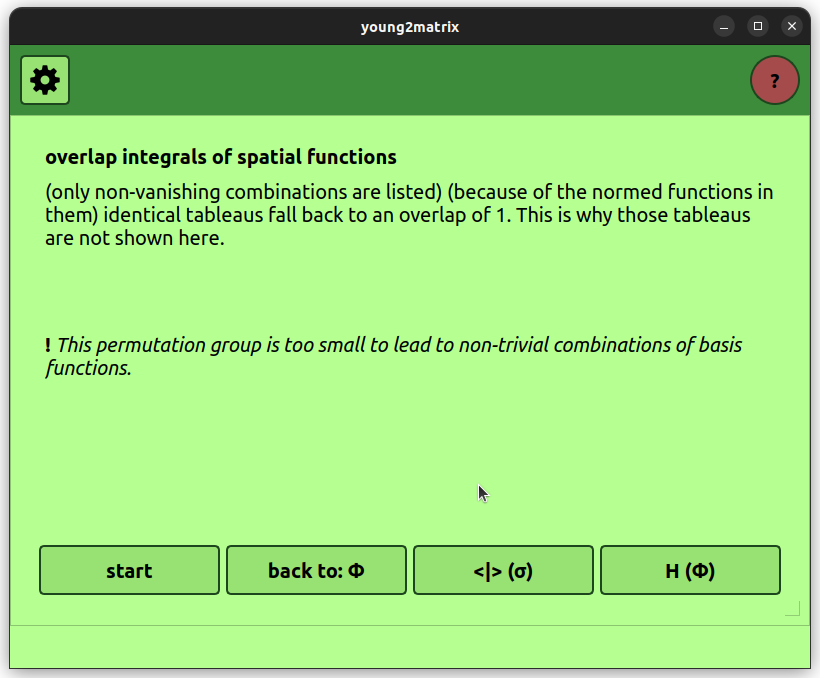 young2matrix
?
overlap integrals of spatial functions
(only non-vanishing combinations are listed) (because of the normed functions in
them) identical tableaus fall back to an overlap of 1. This is why those tableaus
are not shown here.
! This permutation group is too small to lead to non-trivial combinations of basis
functions.
start
back to: Φ
<|> (σ)
H (Φ)